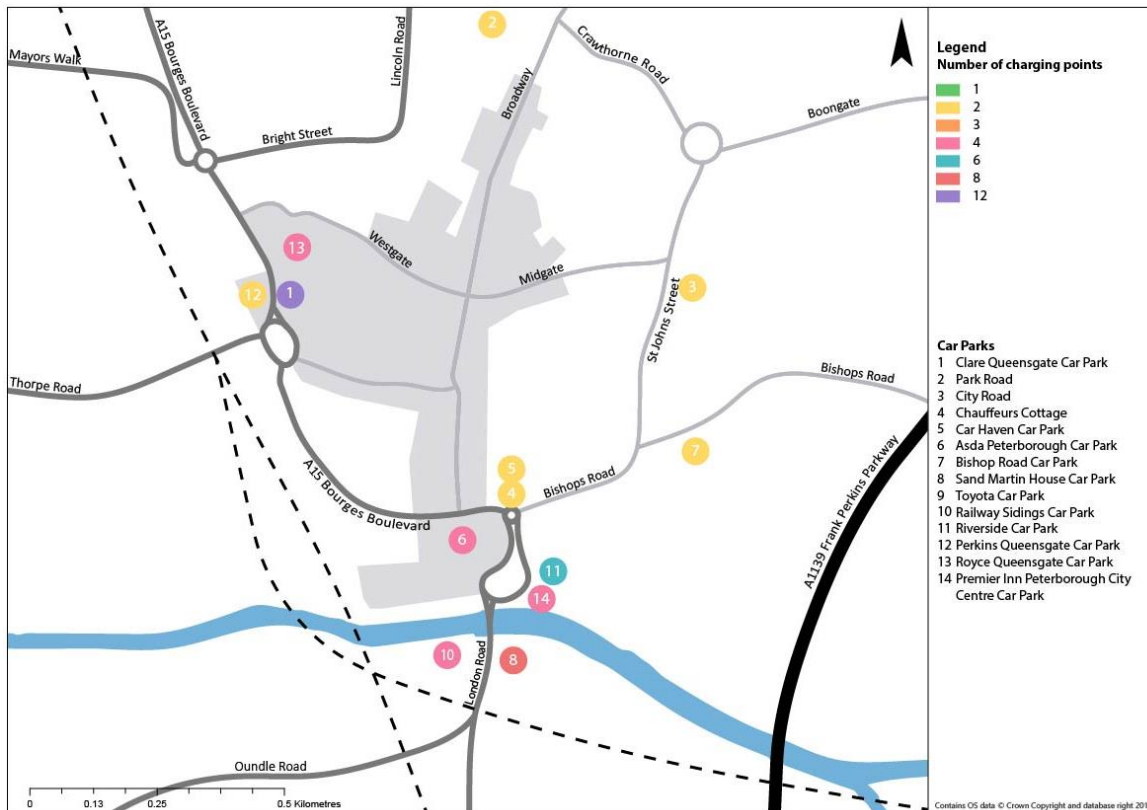 2
A15 Bourges Boulevard
Lincoln Road
Broadway
Crawthorne Road
Mayors Walk
Bright Street
Boongate
13
Westgate
Midgate
12
1
3
St Johns Street
Thorpe Road
Bishops Road
A15 Bourges Boulevard
7
5
4
Bishops Road
6
11
14
A1139 Frank Perkins Parkway
10
8
London Road
Oundle Road
0 0.13 0.25 0.5 Kilometres
Legend
Number of charging points
1
2
3
4
6
8
12
Car Parks
1 Clare Queensgate Car Park
2 Park Road
3 City Road
4 Chauffeurs Cottage
5 Car Haven Car Park
6 Asda Peterborough Car Park
7 Bishop Road Car Park
8 Sand Martin House Car Park
9 Toyota Car Park
10 Railway Sidings Car Park
11 Riverside Car Park
12 Perkins Queensgate Car Park
13 Royce Queensgate Car Park
14 Premier Inn Peterborough City
Centre Car Park
Contains OS data © Crown Copyright and database right